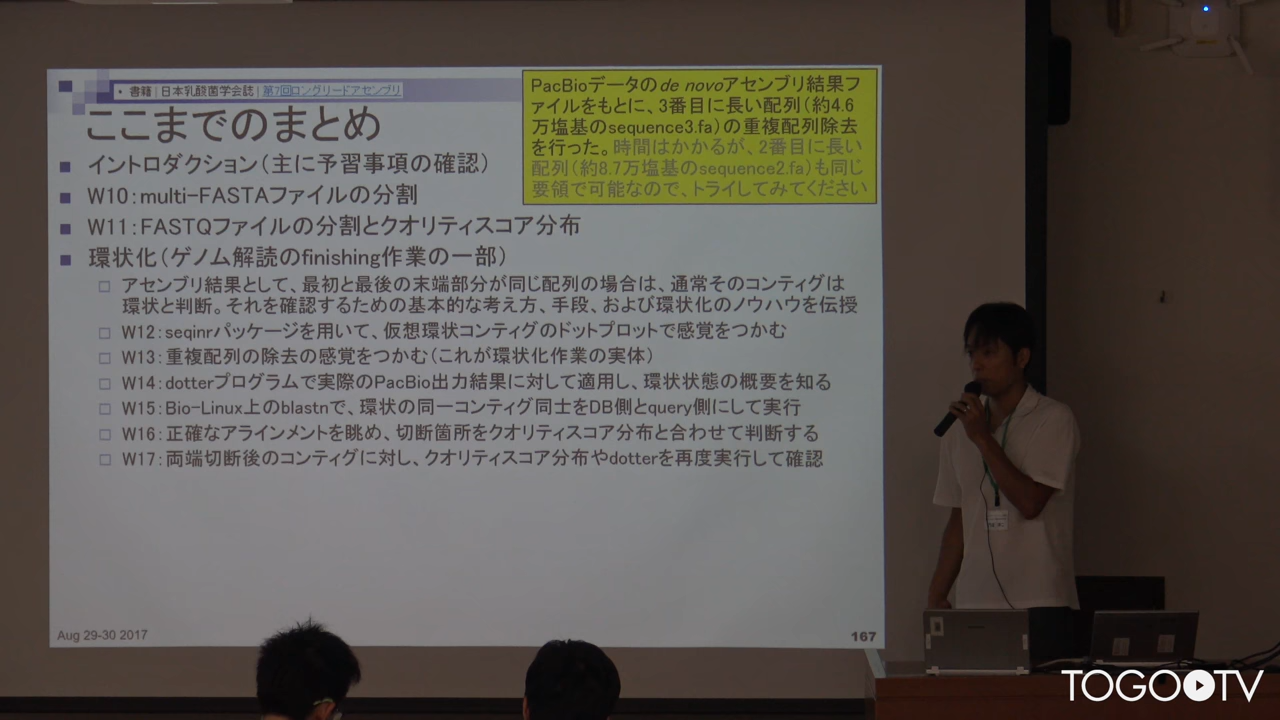 • 書籍 | 日本乳酸菌学会誌 | 第7回ロングリードアセンブリ
ここまでのまとめ
PacBioデータのde novoアセンブリ結果フ
ァイルをもとに、3番目に長い配列（約4.6
万塩基のsequence3.fa）の重複配列除去
を行った。時間はかかるが、2番目に長い
配列（約8.7万塩基のsequence2.fa）も同じ
要領で可能なので、トライしてみてください
イントロダクション（主に予習事項の確認）
W10：multi-FASTAファイルの分割
W11：FASTQファイルの分割とクオリティスコア分布
環状化（ゲノム解読のfinishing作業の一部）
アセンブリ結果として、最初と最後の末端部分が同じ配列の場合は、通常そのコンティグは
環状と判断。それを確認するための基本的な考え方、手段、および環状化のノウハウを伝授
W12：seqinrパッケージを用いて、仮想環状コンティグのドットプロットで感覚をつかむ
W13：重複配列の除去の感覚をつかむ（これが環状化作業の実体）
W14：dotterプログラムで実際のPacBio出力結果に対して適用し、環状状態の概要を知る
W15：Bio-Linux上のblastnで、環状の同一コンティグ同士をDB側とquery側にして実行
W16：正確なアラインメントを眺め、切断箇所をクオリティスコア分布と合わせて判断する
W17：両端切断後のコンティグに対し、クオリティスコア分布やdotterを再度実行して確認
Aug 29-30 2017
167
TOGOTV